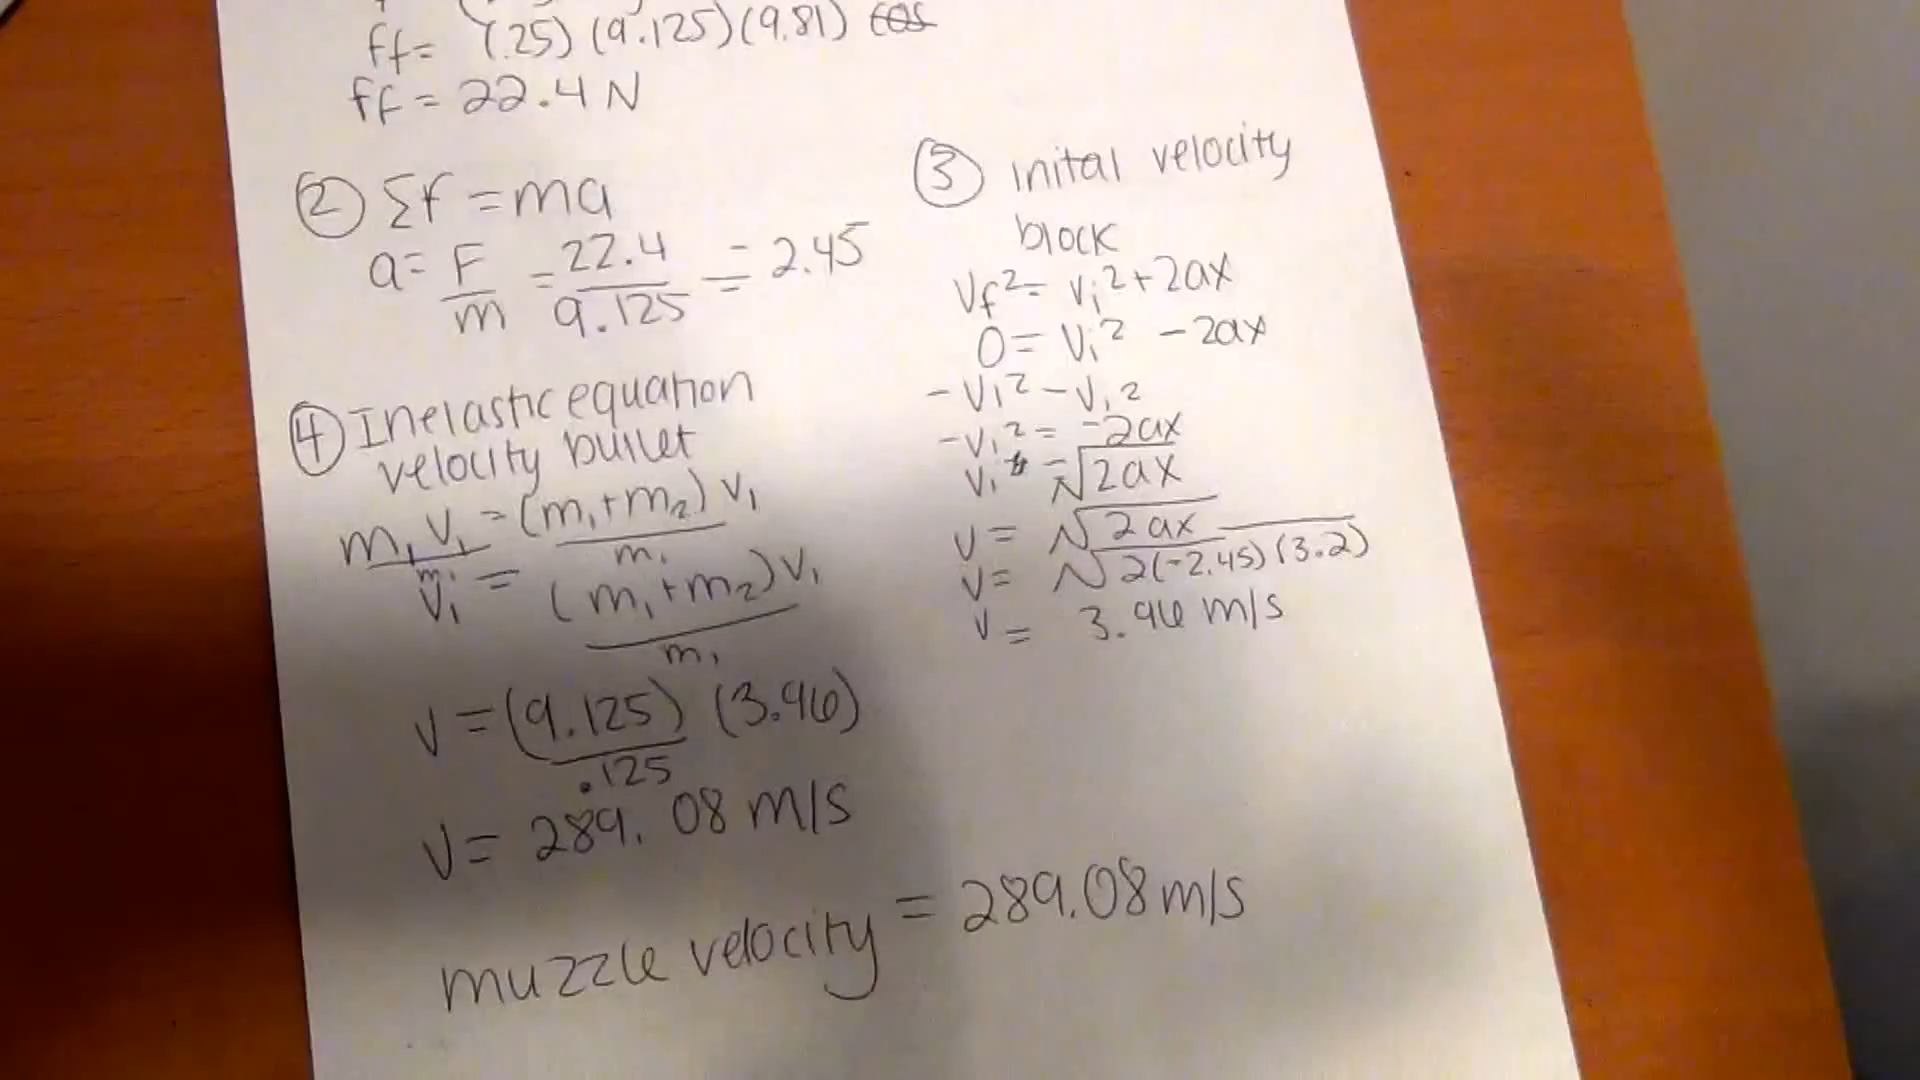 ff = (.25) (9.125)(9.81) cos
ff = 22.4 N
② Σf = ma
a = F/m = 22.4/9.125 = 2.45
③ inital velocity
block
Vf² = Vi² + 2ax
0 = Vi² - 2ax
-Vi² -Vi²
-Vi² = -2ax
Vi = √2ax
V = √2ax
V = √2(-2.45)(3.2)
V = 3.96 m/s
④ Inelastic equation
velocity bullet
m₁V₁/m₁ = (m₁+m₂)V₁/m₁
V₁ = (m₁+m₂)V₁/m₁
V = (9.125)/.125 (3.96)
V = 289.08 m/s
muzzle velocity = 289.08 m/s